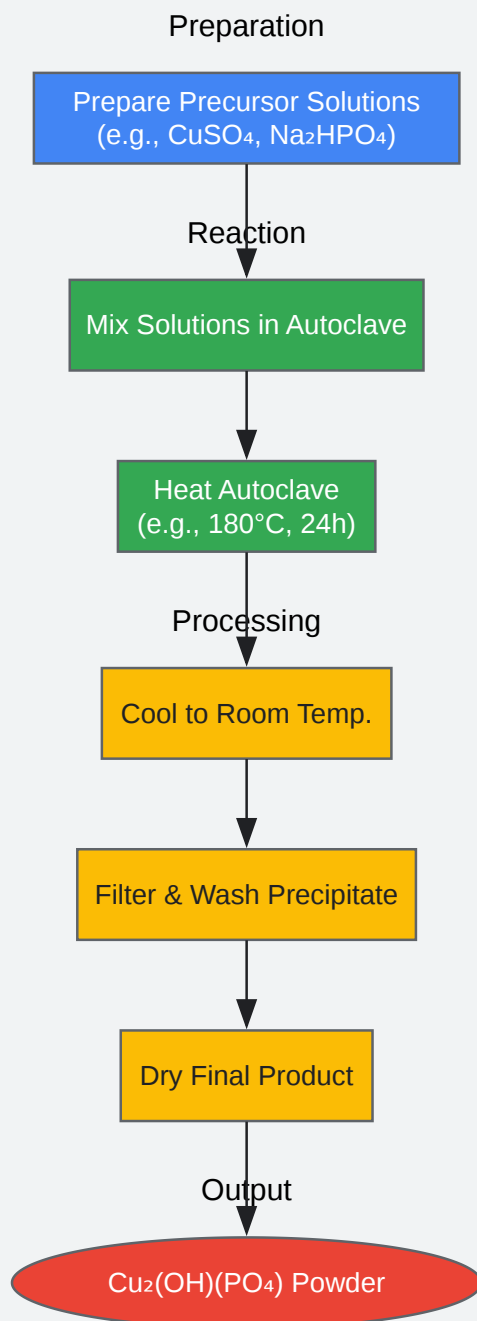 Preparation
Prepare Precursor Solutions
(e.g., CuSO₄, Na₂HPO₄)
Reaction
Mix Solutions in Autoclave
Heat Autoclave
(e.g., 180°C, 24h)
Processing
Cool to Room Temp.
Filter & Wash Precipitate
Dry Final Product
Output
Cu₂(OH)(PO₄) Powder